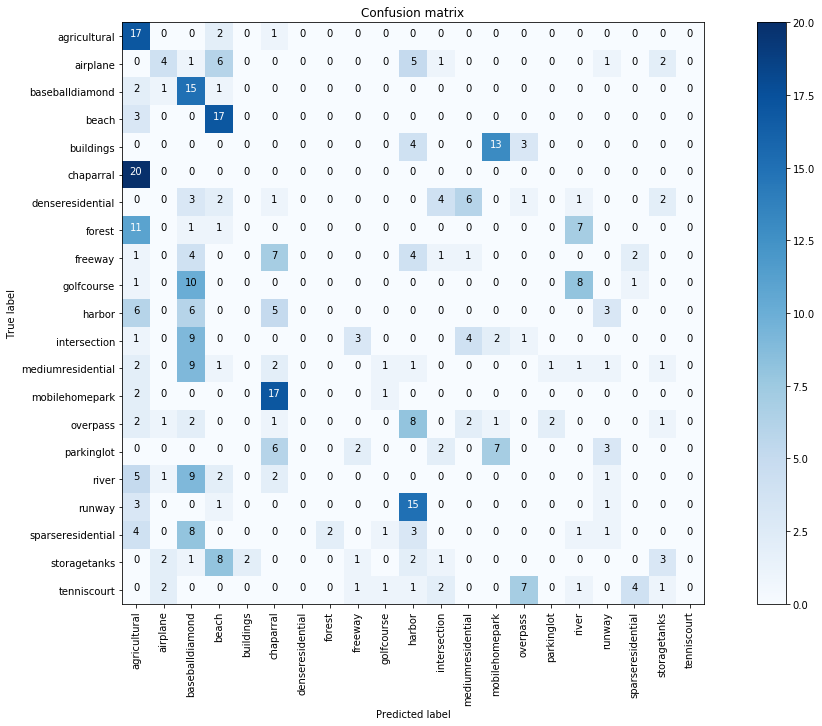 Confusion matrix
True label
agricultural 17 0 0 2 0 1 0 0 0 0 0 0 0 0 0 0 0 0 0 0 0
airplane 0 4 1 6 0 0 0 0 0 0 5 1 0 0 0 0 0 1 0 2 0
baseballdiamond 2 1 15 1 0 0 0 0 0 0 0 0 0 0 0 0 0 0 0 0 0
beach 3 0 0 17 0 0 0 0 0 0 0 0 0 0 0 0 0 0 0 0 0
buildings 0 0 0 0 0 0 0 0 0 0 4 0 0 13 3 0 0 0 0 0 0
chaparral 20 0 0 0 0 0 0 0 0 0 0 0 0 0 0 0 0 0 0 0 0
denseresidential 0 0 3 2 0 1 0 0 0 0 0 4 6 0 1 0 1 0 0 2 0
forest 11 0 1 1 0 0 0 0 0 0 0 0 0 0 0 0 7 0 0 0 0
freeway 1 0 4 0 0 7 0 0 0 0 4 1 1 0 0 0 0 0 2 0 0
golfcourse 1 0 10 0 0 0 0 0 0 0 0 0 0 0 0 0 8 0 1 0 0
harbor 6 0 6 0 0 5 0 0 0 0 0 0 0 0 0 0 0 3 0 0 0
intersection 1 0 9 0 0 0 0 0 3 0 0 0 4 2 1 0 0 0 0 0 0
mediumresidential 2 0 9 1 0 2 0 0 0 1 1 0 0 0 0 1 1 1 0 1 0
mobilehomepark 2 0 0 0 0 17 0 0 0 1 0 0 0 0 0 0 0 0 0 0 0
overpass 2 1 2 0 0 1 0 0 0 0 8 0 2 1 0 2 0 0 0 1 0
parkinglot 0 0 0 0 0 6 0 0 2 0 0 2 0 7 0 0 0 3 0 0 0
river 5 1 9 2 0 2 0 0 0 0 0 0 0 0 0 0 0 1 0 0 0
runway 3 0 0 1 0 0 0 0 0 0 15 0 0 0 0 0 0 0 0 0 0
sparseresidential 4 0 8 0 0 0 0 2 0 1 3 0 0 0 0 0 1 1 0 0 0
storagetanks 0 2 1 8 2 0 0 0 1 0 2 1 0 0 0 0 0 0 0 3 0
tenniscourt 0 2 0 0 0 0 0 0 1 1 1 2 0 0 7 0 1 0 4 1 0
agricultural
airplane
baseballdiamond
beach
buildings
chaparral
denseresidential
forest
freeway
golfcourse
harbor
intersection
mediumresidential
mobilehomepark
overpass
parkinglot
river
runway
sparseresidential
storagetanks
tenniscourt
Predicted label
20.0
17.5
15.0
12.5
10.0
7.5
5.0
2.5
0.0